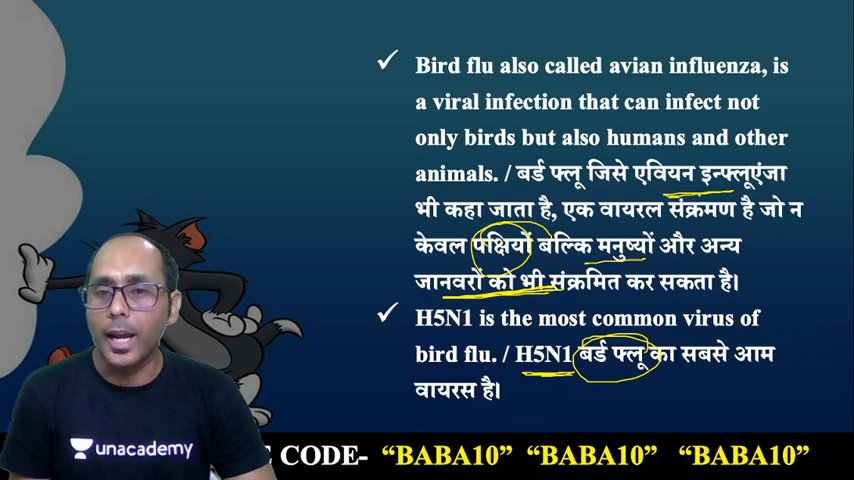 ✓ Bird flu also called avian influenza, is
a viral infection that can infect not
only birds but also humans and other
animals. / बर्ड फ्लू जिसे एवियन इन्फ्लूएंजा
भी कहा जाता है, एक वायरल संक्रमण है जो न
केवल पक्षियों बल्कि मनुष्यों और अन्य
जानवरों को भी संक्रमित कर सकता है।
✓ H5N1 is the most common virus of
bird flu. / H5N1 बर्ड फ्लू का सबसे आम
वायरस है।
unacademy
CODE- “BABA10” “BABA10” “BABA10”